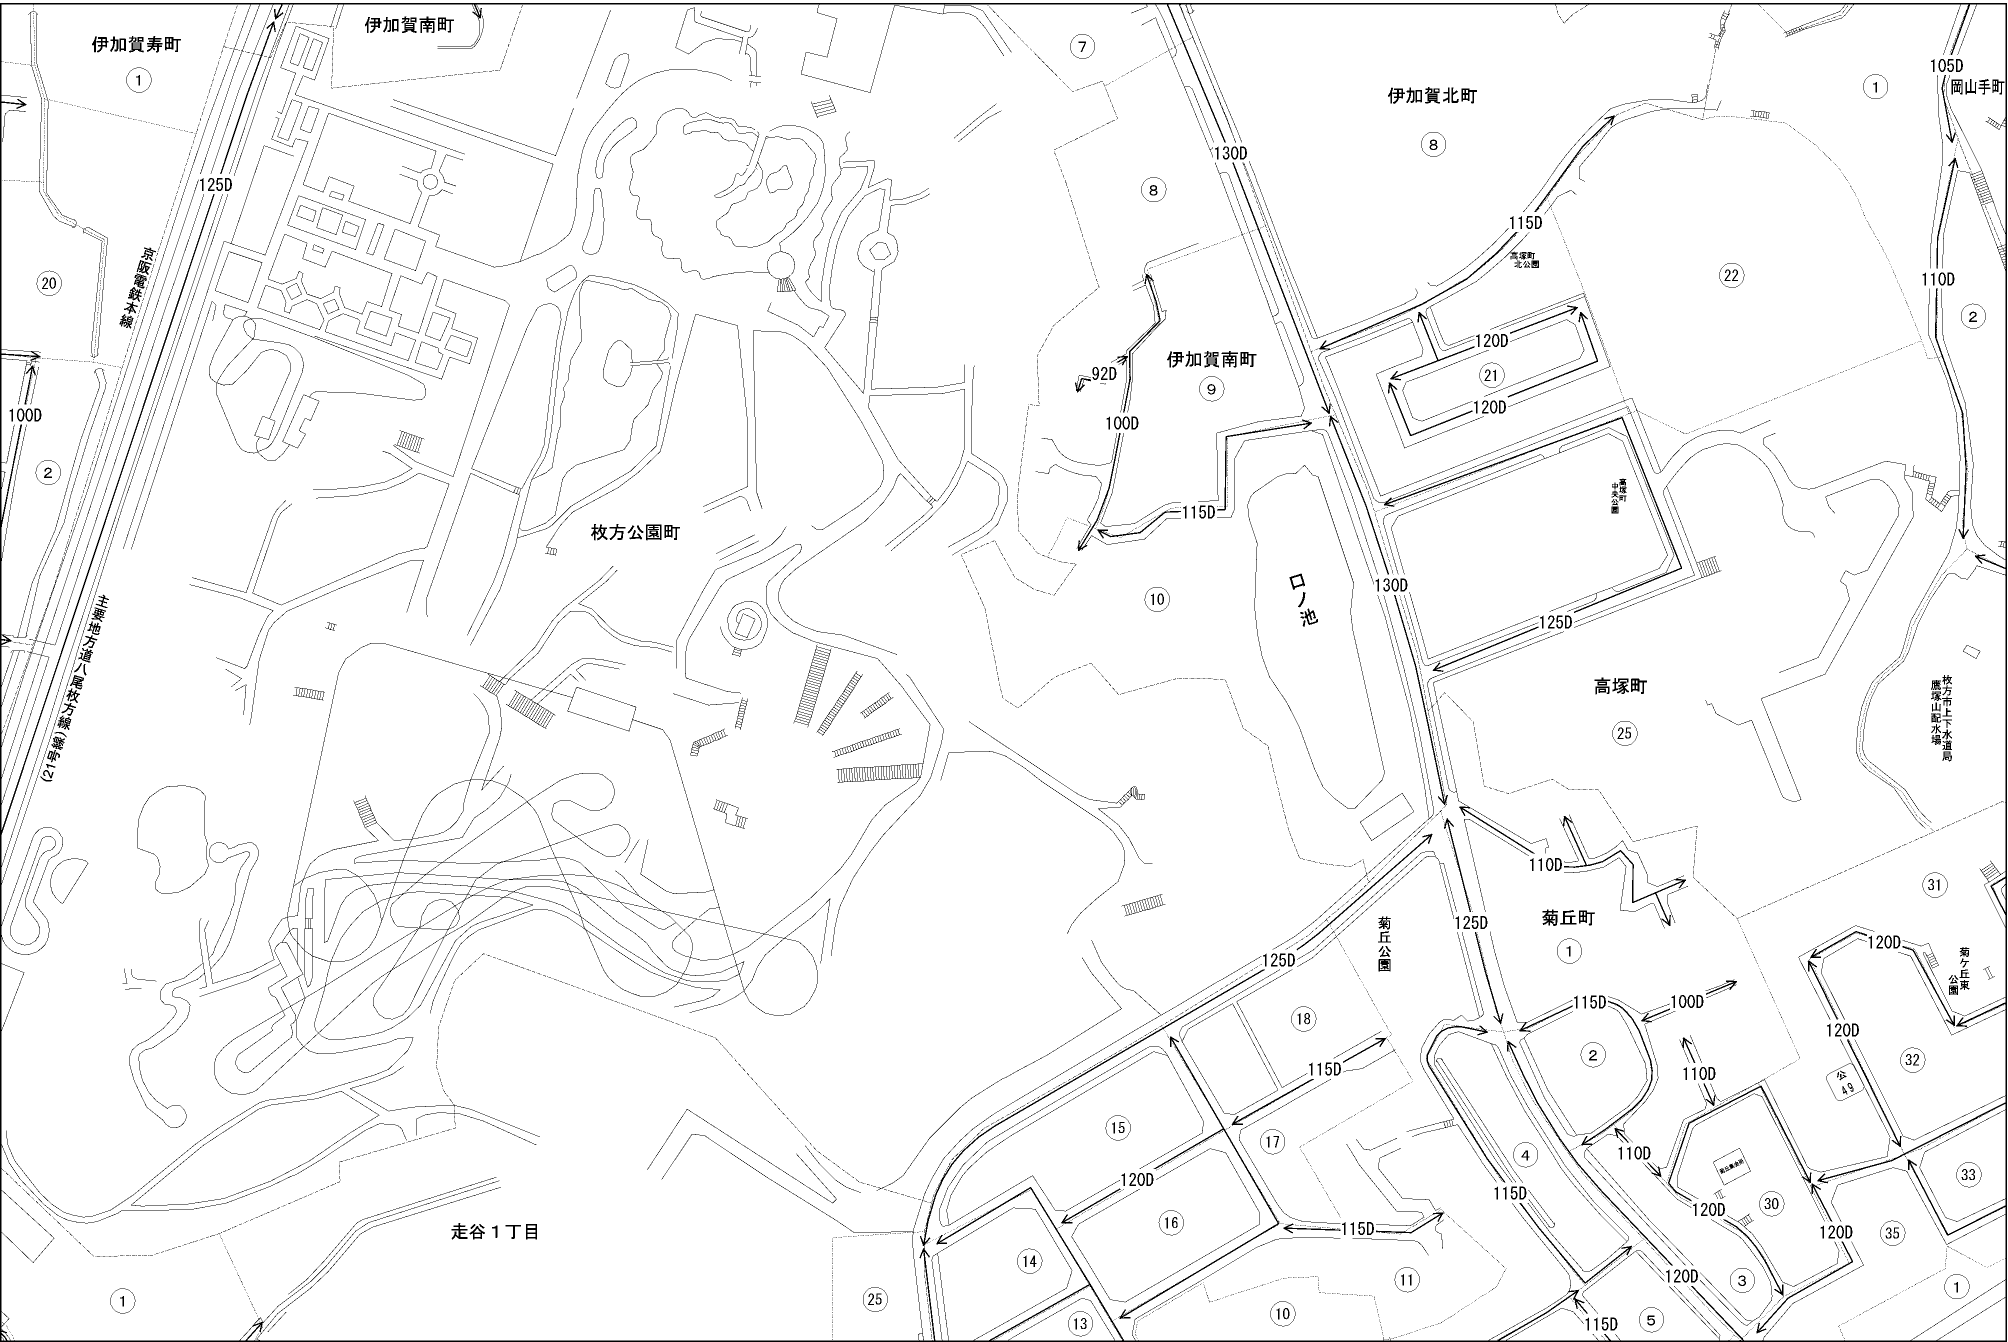 伊加賀寿町
1
伊加賀南町
7
伊加賀北町
8
1
105D
岡山手町
125D
130D
8
115D
高塚町
北公園
22
110D
2
20
京阪電鉄本線
伊加賀南町
9
92D
100D
120D
21
120D
100D
2
枚方公園町
115D
高塚町
中央公園
10
口ノ池
130D
125D
主要地方道八尾枚方線
(21号線)
高塚町
25
枚方市上下水道局
鷹塚山配水場
110D
31
125D
菊丘町
1
菊丘公園
125D
120D
菊ケ丘東
公園
18
115D
100D
120D
2
32
115D
110D
公
49
15
17
4
110D
33
120D
115D
30
120D
16
115D
120D
35
走谷1丁目
14
11
120D
3
1
1
25
10
13
115D
5